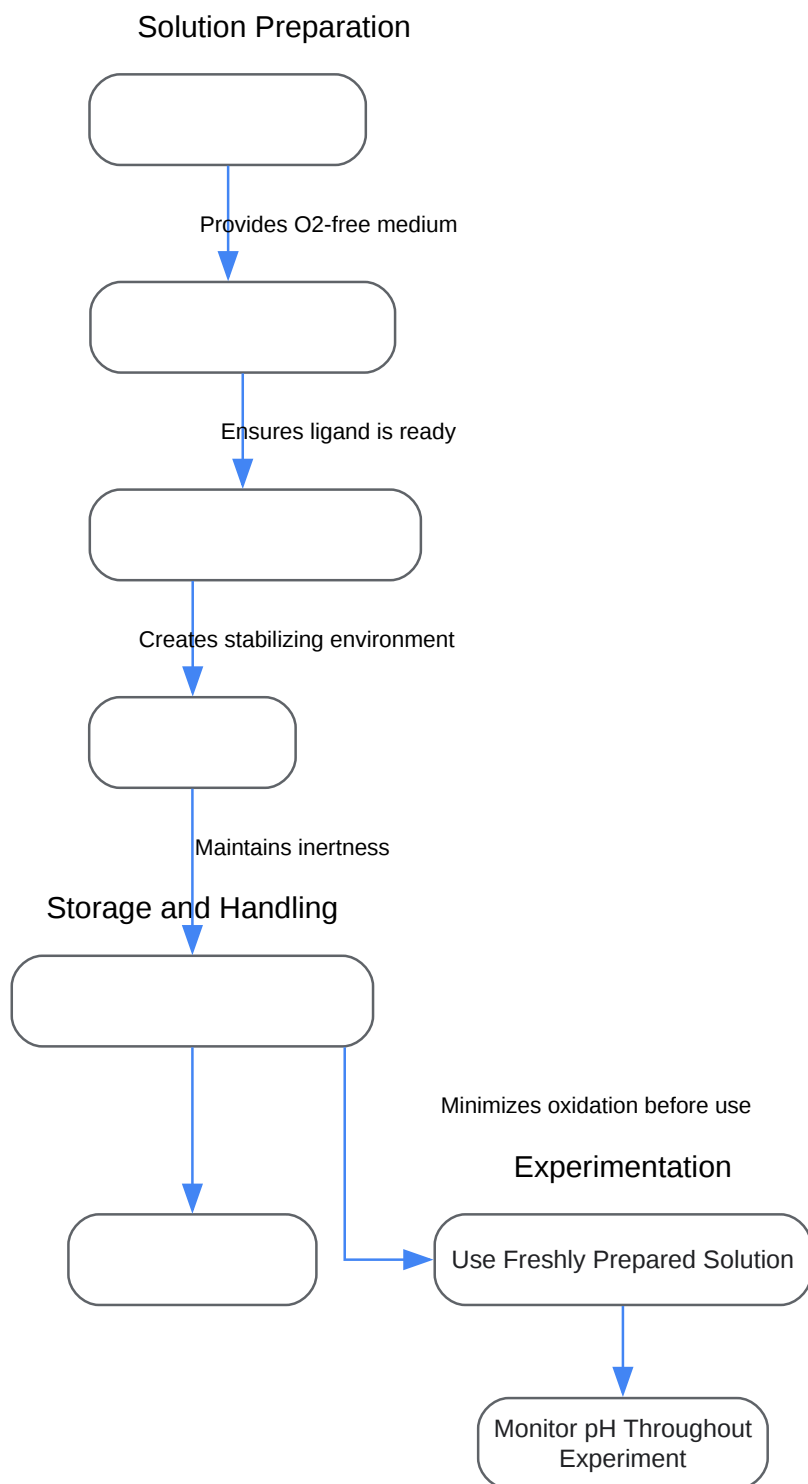 Solution Preparation
Provides O2-free medium
Ensures ligand is ready
Creates stabilizing environment
Maintains inertness
Storage and Handling
Minimizes oxidation before use
Experimentation
Use Freshly Prepared Solution
Monitor pH Throughout
Experiment